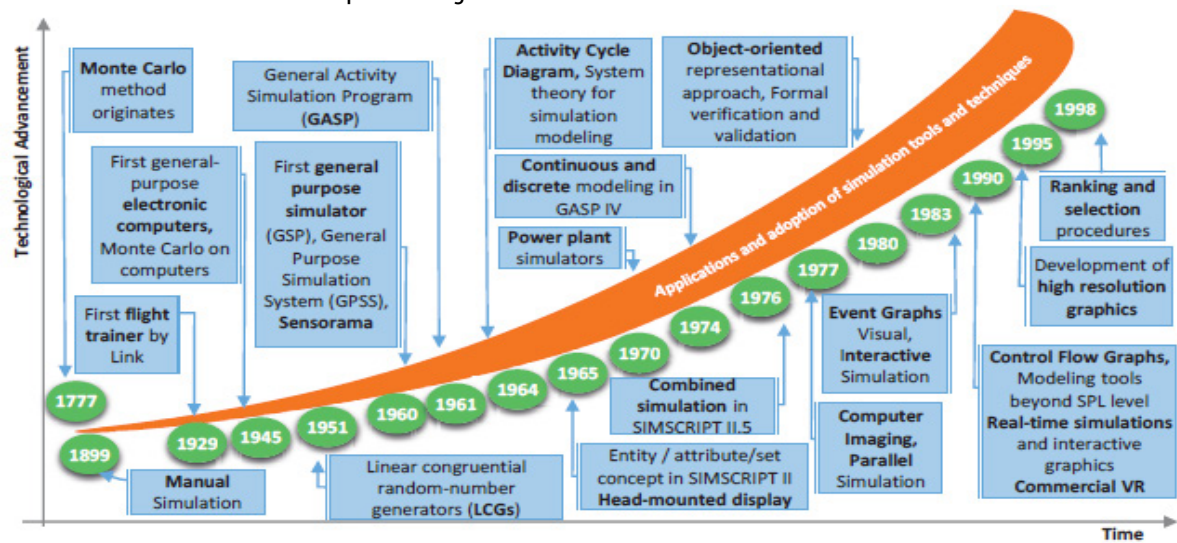 Technological Advancement
Monte Carlo
method
originates
General Activity
Simulation Program
(GASP)
Activity Cycle
Diagram, System
theory for
simulation
modeling
Object-oriented
representational
approach, Formal
verification and
validation
First general-
purpose
electronic
computers,
Monte Carlo on
computers
First general
purpose
simulator
(GSP), General
Purpose
Simulation
System (GPSS),
Sensorama
Continuous and
discrete modeling in
GASP IV
Power plant
simulators
Applications and adoption of simulation tools and techniques
First flight
trainer by
Link
1777
1899
1929
1945
1951
1960
1961
1964
1965
1970
1974
1976
1977
1980
1983
1990
1995
1998
Ranking and
selection
procedures
Development of
high resolution
graphics
Event Graphs
Visual,
Interactive
Simulation
Control Flow Graphs,
Modeling tools
beyond SPL level
Real-time simulations
and interactive
graphics
Commercial VR
Combined
simulation in
SIMSCRIPT II.5
Computer
Imaging,
Parallel
Simulation
Entity / attribute/set
concept in SIMSCRIPT II
Head-mounted display
Linear congruential
random-number
generators (LCGs)
Manual
Simulation
Time